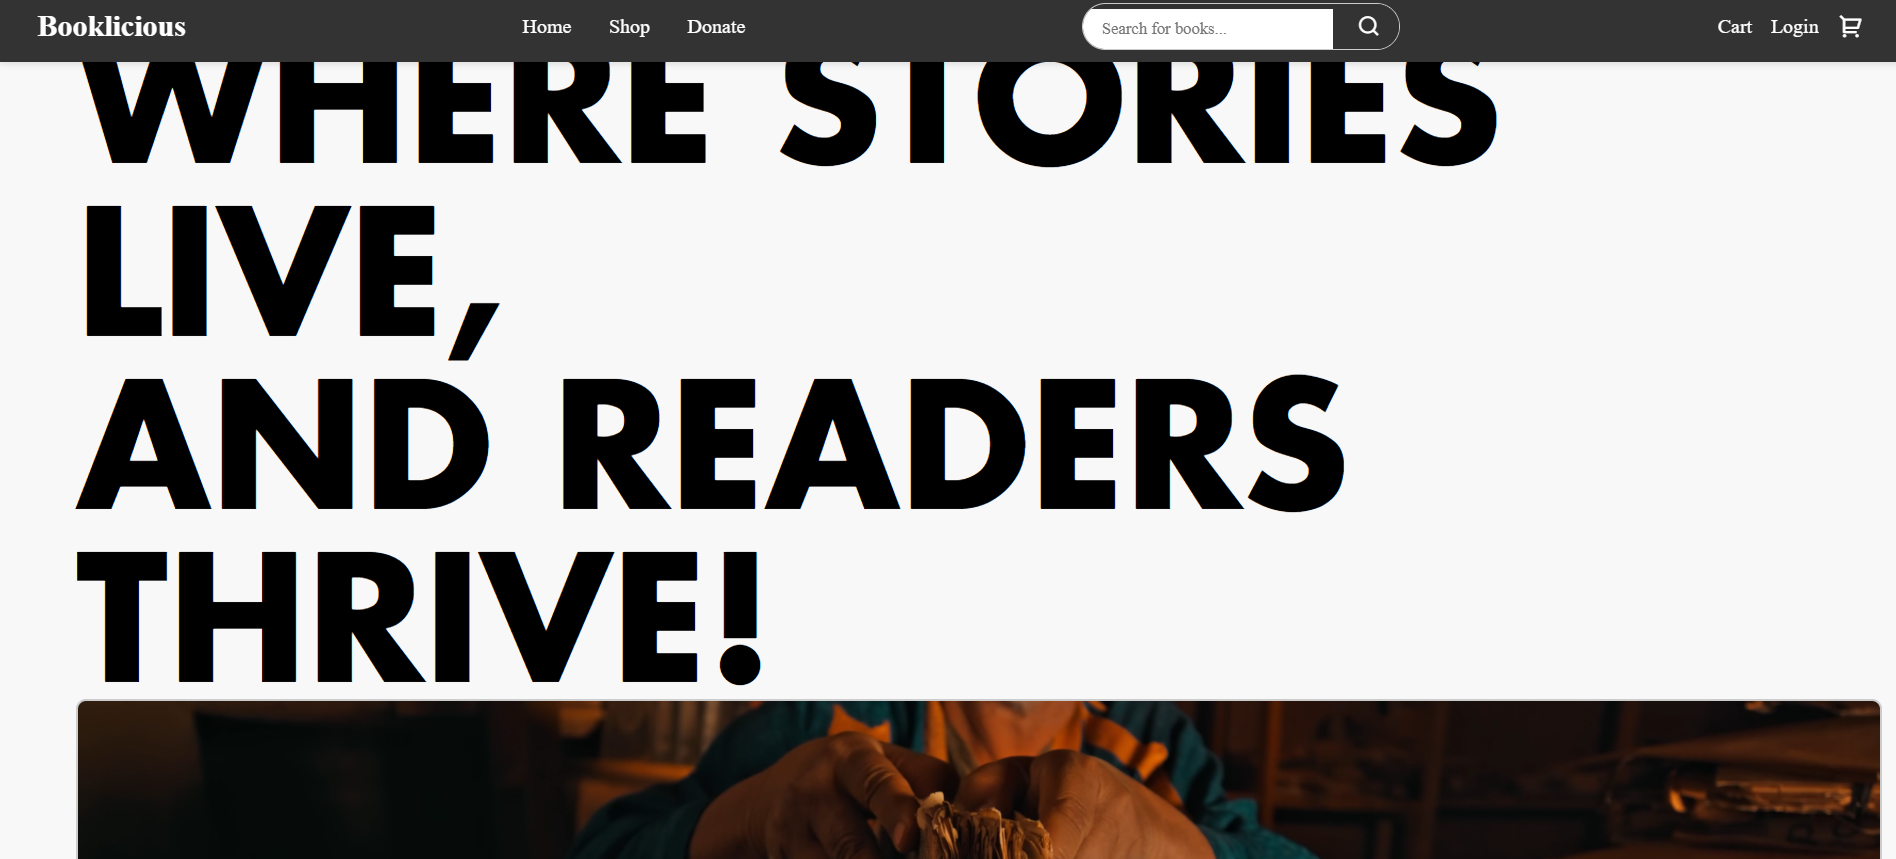 Booklicious Home Shop Donate Search for books... Cart Login
WHERE STORIES
LIVE,
AND READERS
THRIVE!